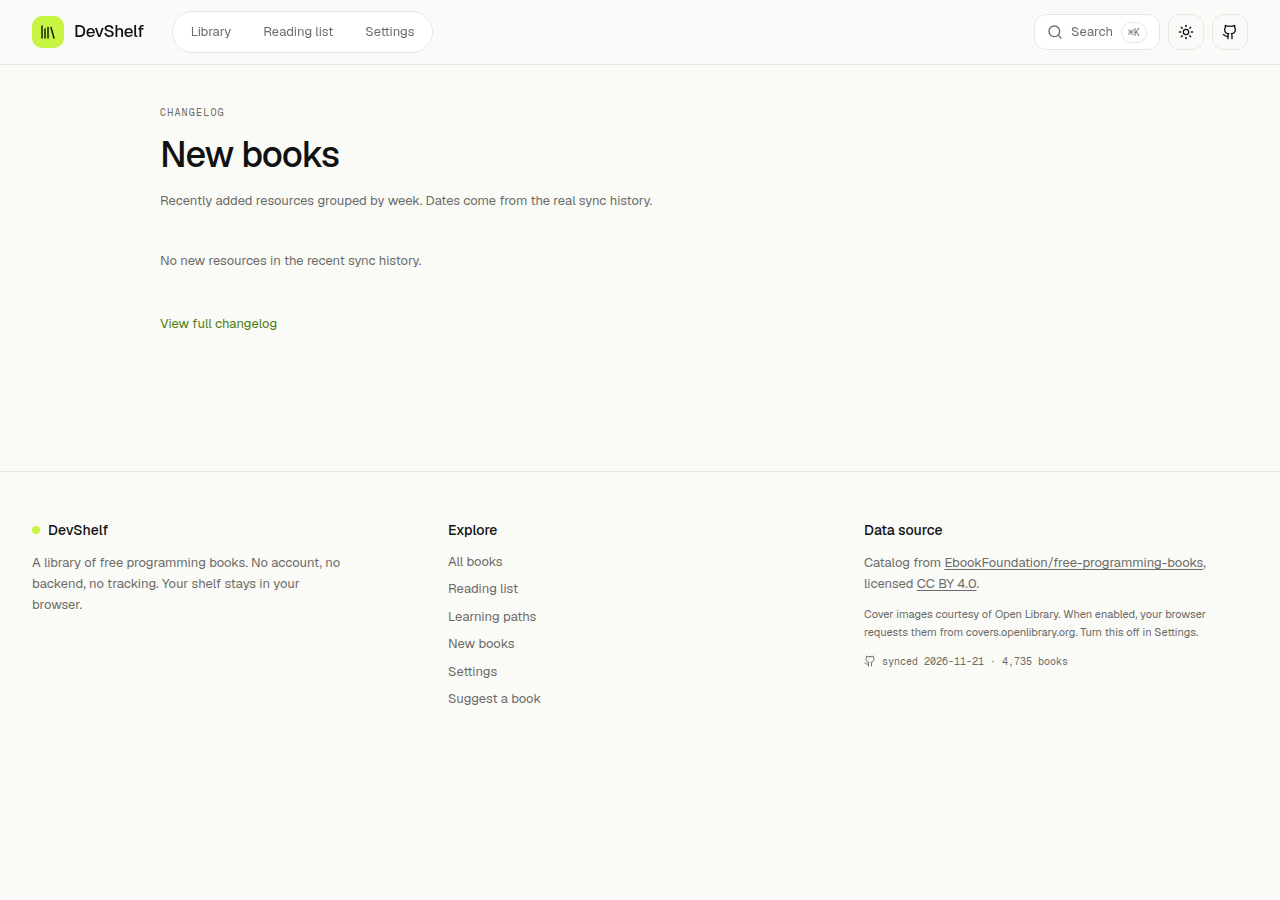 DevShelf
Library
Reading list
Settings
Search
⌘K
CHANGELOG
New books
Recently added resources grouped by week. Dates come from the real sync history.
No new resources in the recent sync history.
View full changelog
DevShelf
A library of free programming books. No account, no
backend, no tracking. Your shelf stays in your
browser.
Explore
All books
Reading list
Learning paths
New books
Settings
Suggest a book
Data source
Catalog from EbookFoundation/free-programming-books,
licensed CC BY 4.0.
Cover images courtesy of Open Library. When enabled, your browser
requests them from covers.openlibrary.org. Turn this off in Settings.
synced 2026-11-21 · 4,735 books